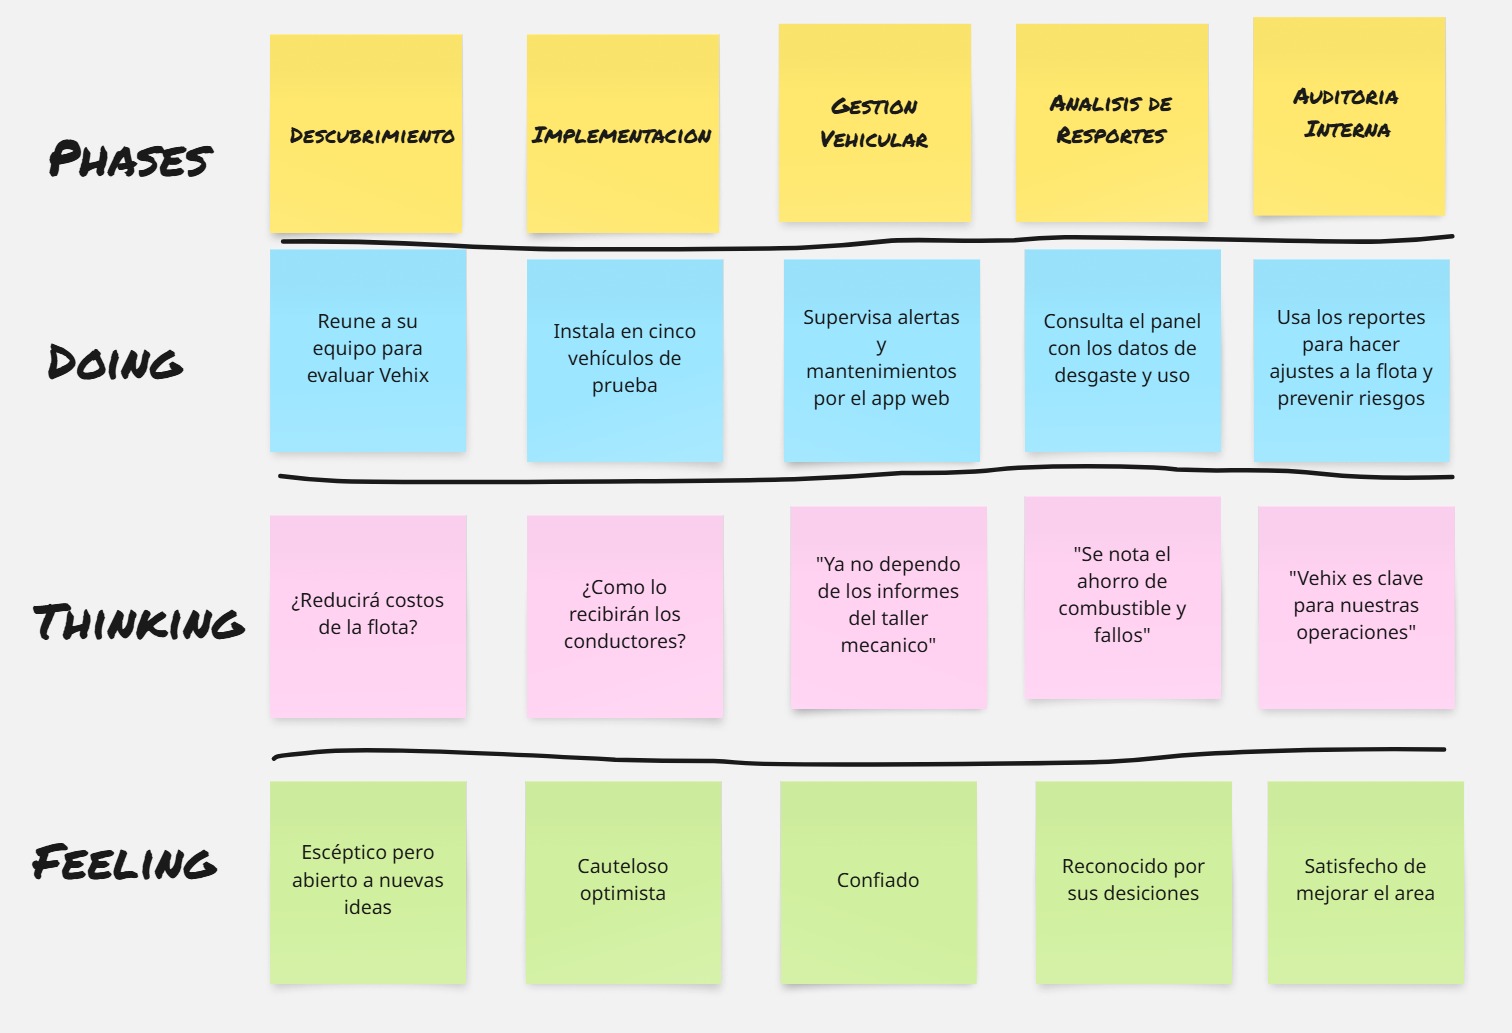 PHASES
DESCUBRIMIENTO
IMPLEMENTACION
GESTION
VEHICULAR
ANALISIS DE
RESPORTES
AUDITORIA
INTERNA
DOING
Reune a su
equipo para
evaluar Vehix
Instala en cinco
vehículos de
prueba
Supervisa alertas
y
mantenimientos
por el app web
Consulta el panel
con los datos de
desgaste y uso
Usa los reportes
para hacer
ajustes a la flota y
prevenir riesgos
THINKING
¿Reducirá costos
de la flota?
¿Como lo
recibirán los
conductores?
"Ya no dependo
de los informes
del taller
mecanico"
"Se nota el
ahorro de
combustible y
fallos"
"Vehix es clave
para nuestras
operaciones"
FEELING
Escéptico pero
abierto a nuevas
ideas
Cauteloso
optimista
Confiado
Reconocido por
sus desiciones
Satisfecho de
mejorar el area